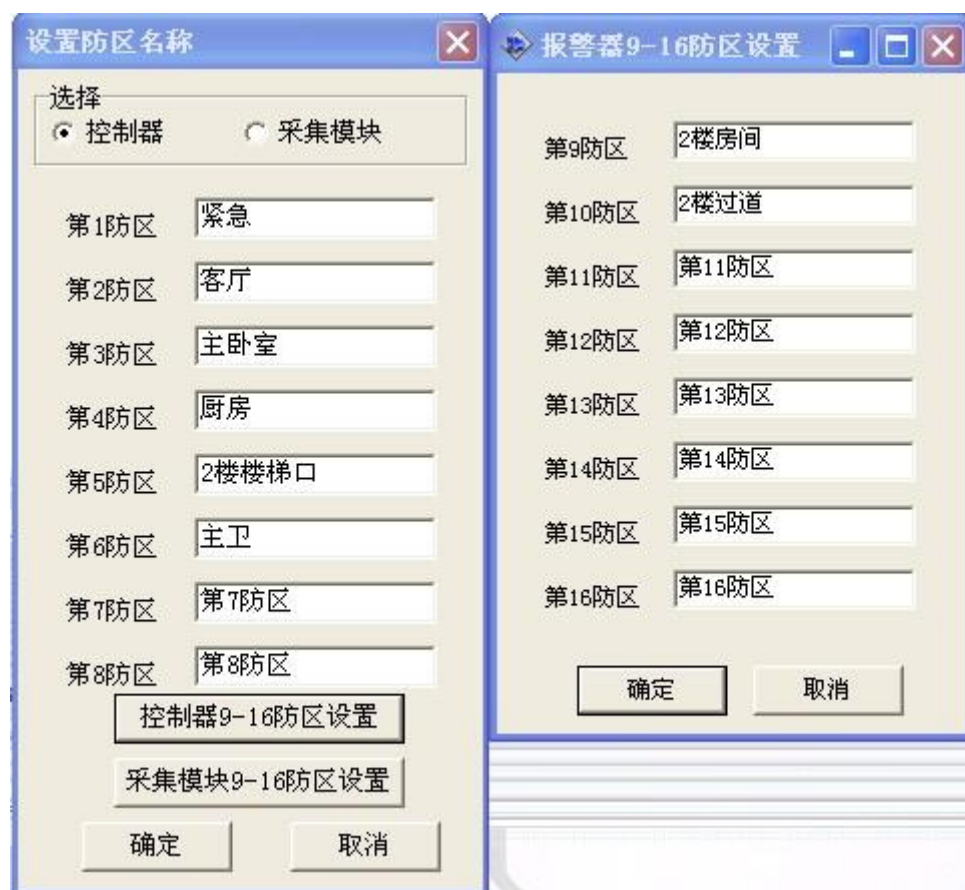 设置防区名称
选择
控制器 采集模块
第1防区 紧急
第2防区 客厅
第3防区 主卧室
第4防区 厨房
第5防区 2楼楼梯口
第6防区 主卫
第7防区 第7防区
第8防区 第8防区
控制器9-16防区设置
采集模块9-16防区设置
确定 取消
报警器9-16防区设置
第9防区 2楼房间
第10防区 2楼过道
第11防区 第11防区
第12防区 第12防区
第13防区 第13防区
第14防区 第14防区
第15防区 第15防区
第16防区 第16防区
确定 取消